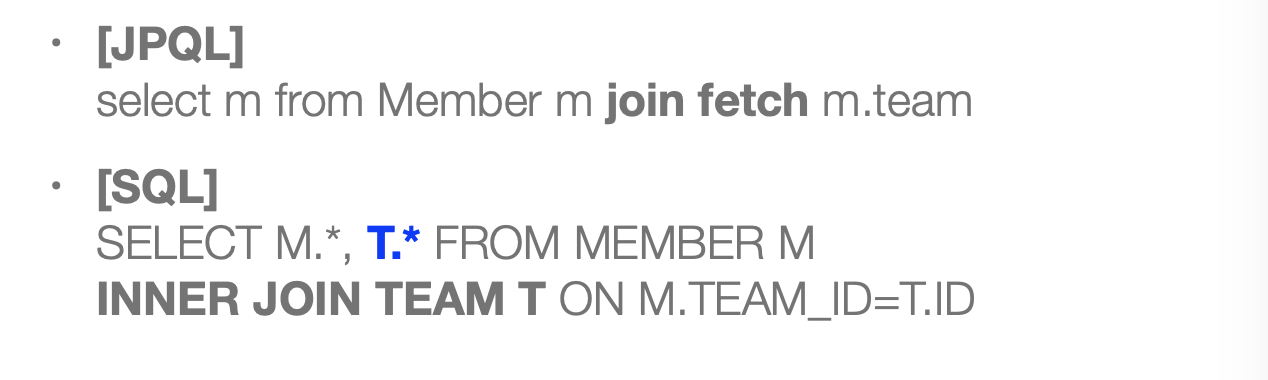 • [JPQL]
select m from Member m join fetch m.team
• [SQL]
SELECT M.*, T.* FROM MEMBER M
INNER JOIN TEAM T ON M.TEAM_ID=T.ID